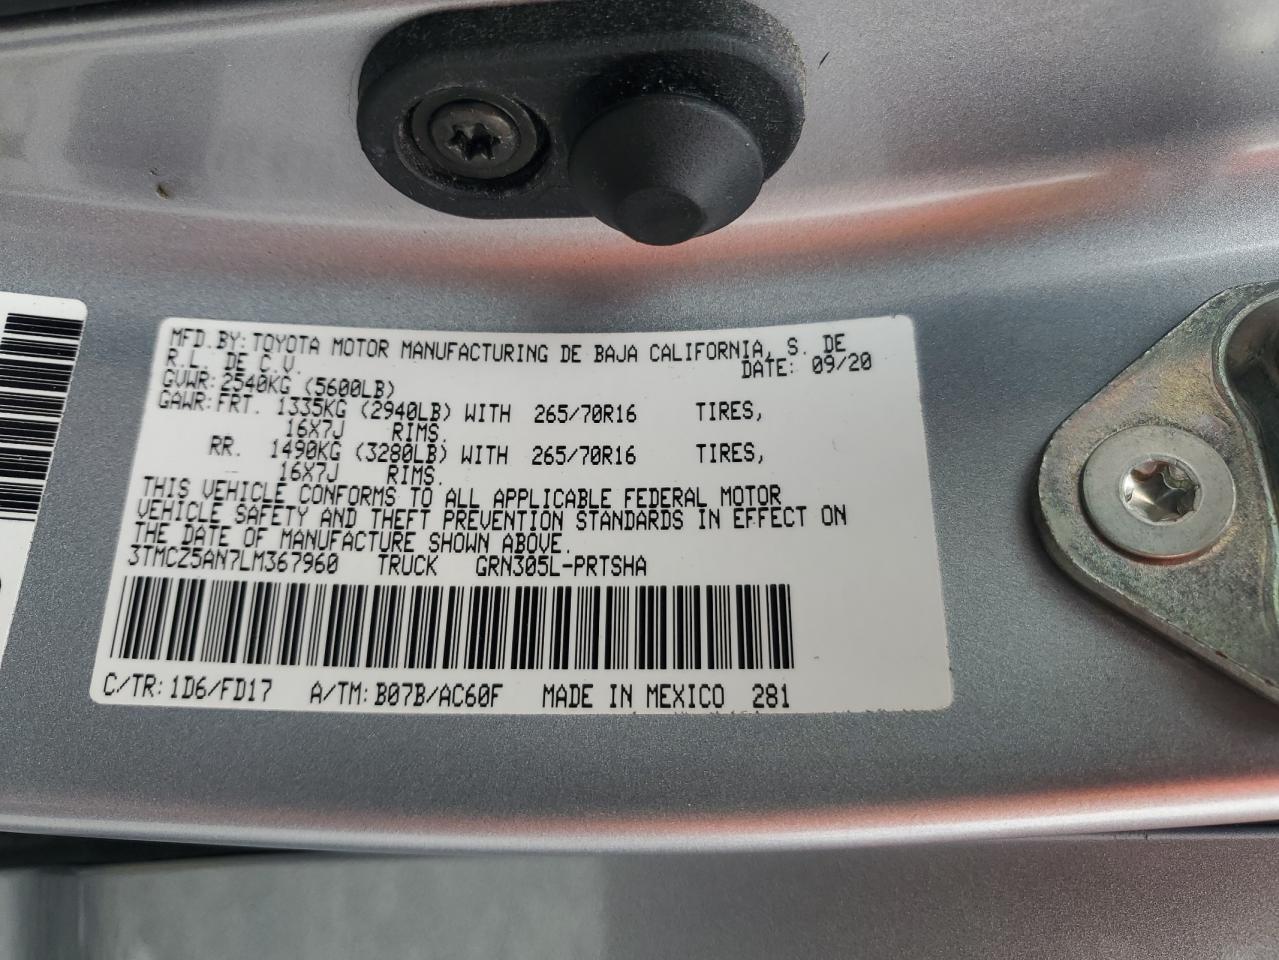 MFD. BY: TOYOTA MOTOR MANUFACTURING DE BAJA CALIFORNIA, S. DE
R.L. DE C.V. DATE: 09/20
GVWR: 2540KG (5600LB)
GAWR: FRT. 1335KG (2940LB) WITH 265/70R16 TIRES,
16X7J RIMS.
RR. 1490KG (3280LB) WITH 265/70R16 TIRES,
16X7J RIMS.
THIS VEHICLE CONFORMS TO ALL APPLICABLE FEDERAL MOTOR
VEHICLE SAFETY AND THEFT PREVENTION STANDARDS IN EFFECT ON
THE DATE OF MANUFACTURE SHOWN ABOVE.
3TMCZ5AN7LM367960 TRUCK GRN305L-PRTSHA
C/TR: 1D6/FD17 A/TM: B07B/AC60F MADE IN MEXICO 281